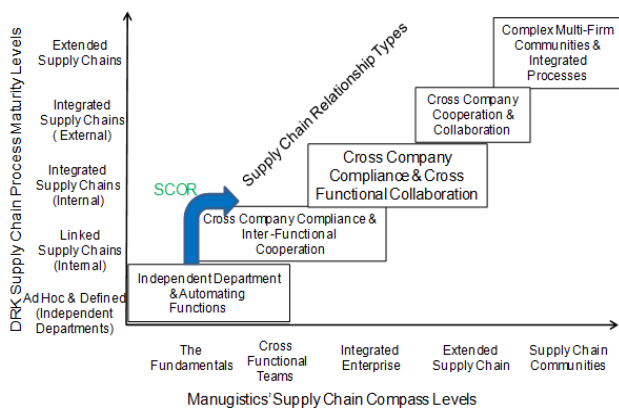 DRK Supply Chain Process Maturity Levels
Extended
Supply Chains
Integrated
Supply Chains
( External)
Integrated
Supply Chains
(Internal)
Linked
Supply Chains
(Internal)
Ad Hoc & Defined
(Independent
Departments)
Supply Chain Relationship Types
SCOR
Complex Multi-Firm
Communities &
Integrated
Processes
Cross Company
Cooperation &
Collaboration
Cross Company
Compliance & Cross
Functional Collaboration
Cross Company Compliance &
Inter-Functional
Cooperation
Independent Department
& Automating
Functions
The
Fundamentals
Cross
Functional
Teams
Integrated
Enterprise
Extended
Supply Chain
Supply Chain
Communities
Manugistics' Supply Chain Compass Levels